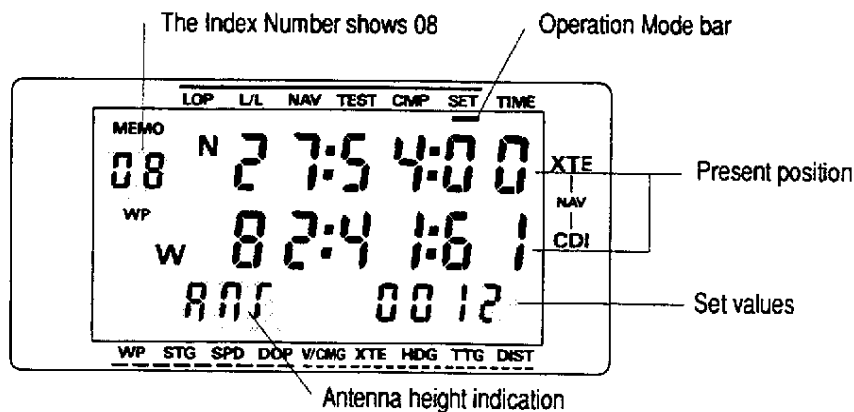 The Index Number shows 08
Operation Mode bar
LOP L/L NAV TEST CMP SET TIME
MEMO
08
N 27:54:00
XTE
NAV
CDI
Present position
WP
W 82:41:61
ANT 0012
Set values
WP STG SPD DOP V/CMG XTE HDG TTG DIST
Antenna height indication